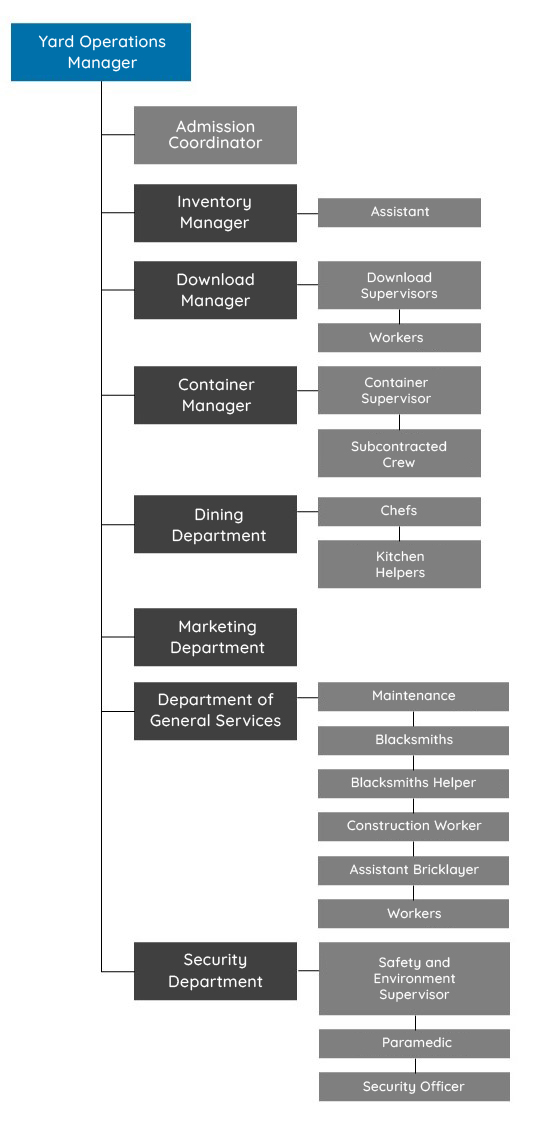 Yard Operations
Manager
Admission
Coordinator
Inventory
Manager
Assistant
Download
Manager
Download
Supervisors
Workers
Container
Manager
Container
Supervisor
Subcontracted
Crew
Dining
Department
Chefs
Kitchen
Helpers
Marketing
Department
Department of
General Services
Maintenance
Blacksmiths
Blacksmiths Helper
Construction Worker
Assistant Bricklayer
Workers
Security
Department
Safety and
Environment
Supervisor
Paramedic
Security Officer